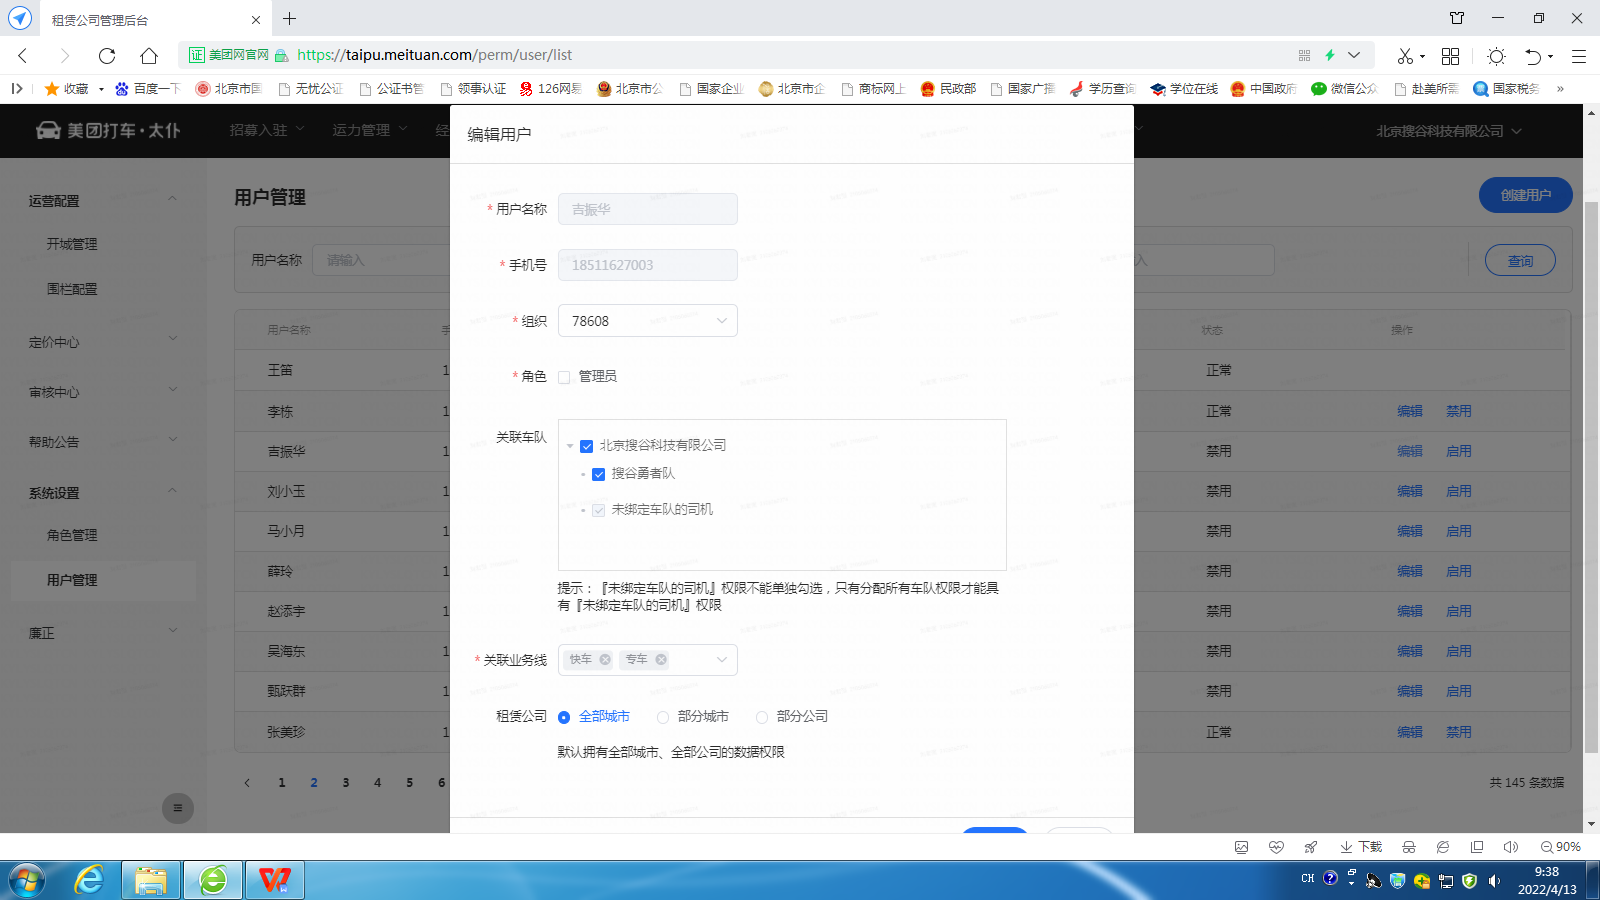 租赁公司管理后台
证 美团网官网 https://taipu.meituan.com/perm/user/list
收藏 百度一下 北京市国 无忧公证 公证书管 领事认证 126网易 北京市公 国家企业 北京市企 商标网上 民政部 国家广播 学历查询 学位在线 中国政府 微信公众 赴美所需 国家税务 »
美团打车·太仆 招募入驻 运力管理 经 北京搜谷科技有限公司
编辑用户
运营配置
开城管理
围栏配置
定价中心
审核中心
帮助公告
系统设置
角色管理
用户管理
廉正
用户管理 创建用户
用户名称 请输入 入 查询
用户名称 手 状态 操作
王笛 1 正常
李栋 1 正常 编辑 禁用
吉振华 1 禁用 编辑 启用
刘小玉 1 禁用 编辑 启用
马小月 1 禁用 编辑 启用
薛玲 1 禁用 编辑 启用
赵添宇 1 禁用 编辑 启用
吴海东 1 禁用 编辑 启用
甄跃群 1 禁用 编辑 启用
张美珍 1 正常 编辑 禁用
1 2 3 4 5 6 共 145 条数据
* 用户名称 吉振华
* 手机号 18511627003
* 组织 78608
* 角色 管理员
关联车队 北京搜谷科技有限公司
搜谷勇者队
未绑定车队的司机
提示：『未绑定车队的司机』权限不能单独勾选，只有分配所有车队权限才能具
有『未绑定车队的司机』权限
* 关联业务线 快车 专车
租赁公司 全部城市 部分城市 部分公司
默认拥有全部城市、全部公司的数据权限
下载 90%
CH 9:38
2022/4/13